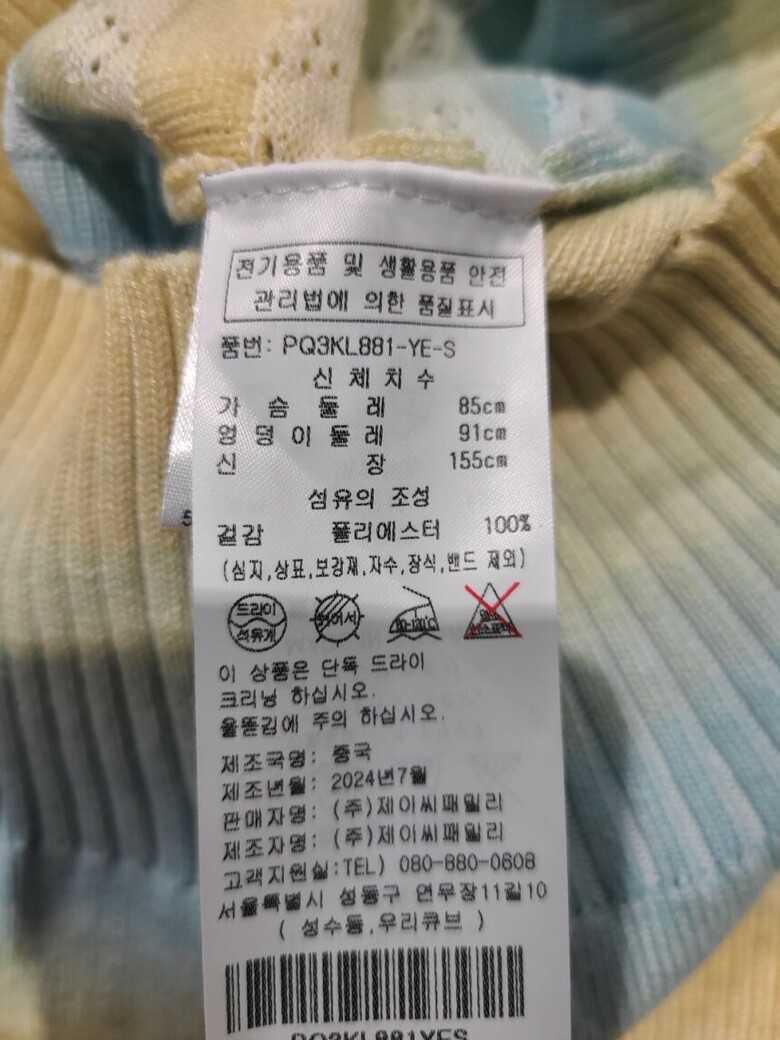 전기용품 및 생활용품 안전
관리법에 의한 품질표시
품번: PQ3KL881-YE-S
신 체 치 수
가 슴 둘 레 85cm
엉 덩 이 둘 레 91cm
신 장 155cm
섬유의 조성
겉감 폴리에스터 100%
(심지,상표,보강재,자수,장식,밴드 제외)
드라이
석유계
80-120℃
이 상품은 단독 드라이
크리닝 하십시오.
올뜯김에 주의 하십시오.
제조국명: 중국
제조년월: 2024년7월
판매자명: (주)제이씨패밀리
제조자명: (주)제이씨패밀리
고객지원실:TEL) 080-880-0608
서울특별시 성동구 연무장11길10
( 성수동,우리큐브 )
PQ3KL881YES
5